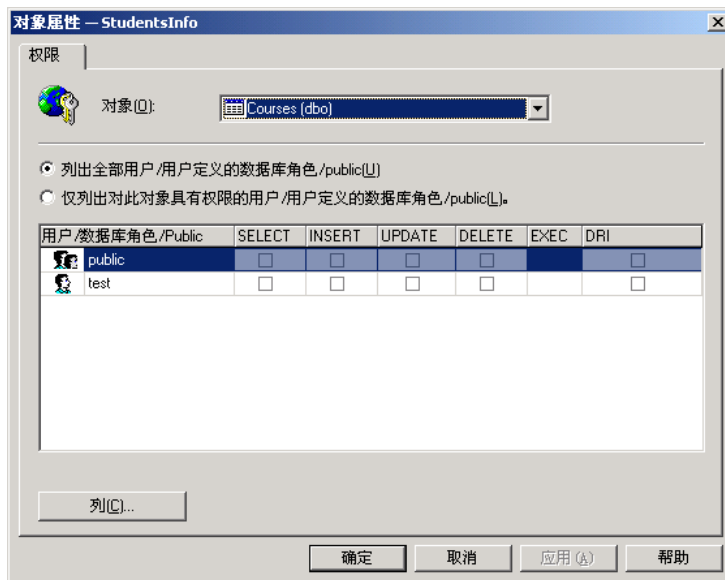 对象属性 — StudentsInfo
权限
对象(O): Courses (dbo)
列出全部用户/用户定义的数据库角色/public(U)
仅列出对此对象具有权限的用户/用户定义的数据库角色/public(L)。
用户/数据库角色/Public SELECT INSERT UPDATE DELETE EXEC DRI
public
test
列(C)...
确定 取消 应用(A) 帮助